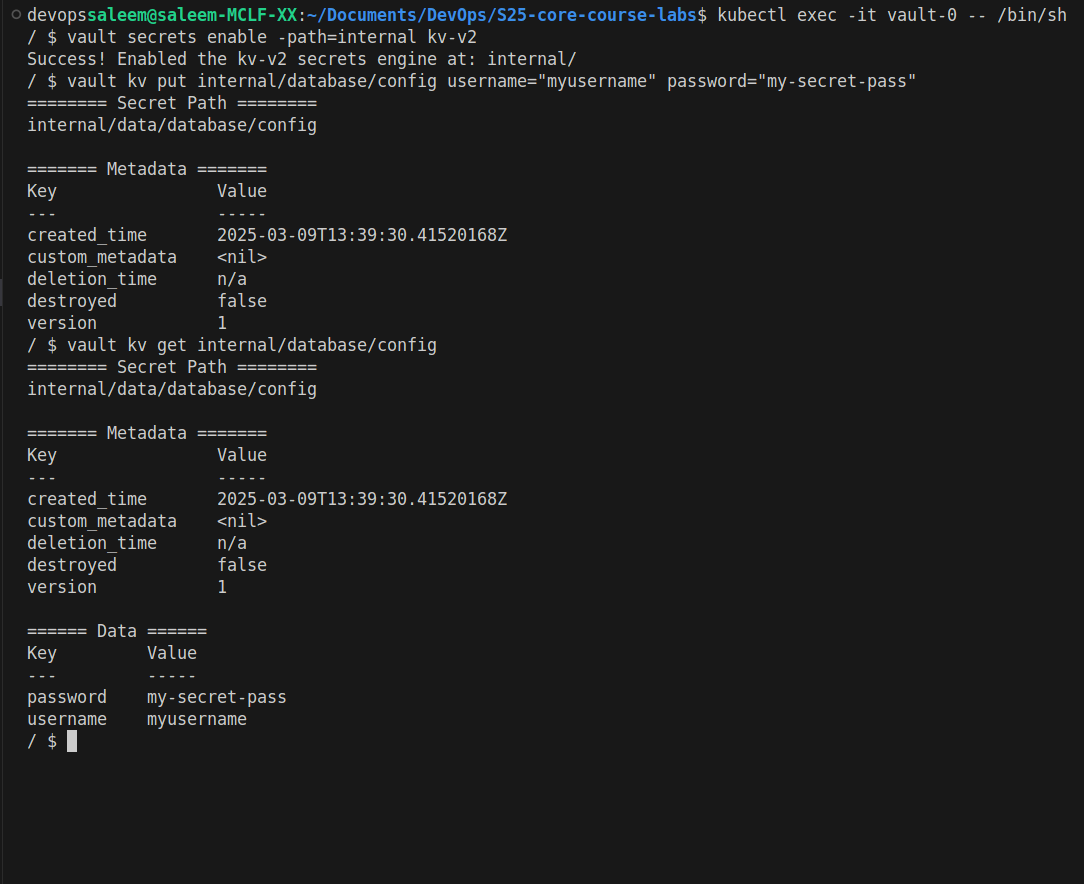 devopssaleem@saleem-MCLF-XX:~/Documents/DevOps/S25-core-course-labs$ kubectl exec -it vault-0 -- /bin/sh
/ $ vault secrets enable -path=internal kv-v2
Success! Enabled the kv-v2 secrets engine at: internal/
/ $ vault kv put internal/database/config username="myusername" password="my-secret-pass"
======== Secret Path ========
internal/data/database/config

======= Metadata =======
Key                Value
---                -----
created_time       2025-03-09T13:39:30.41520168Z
custom_metadata    <nil>
deletion_time      n/a
destroyed          false
version            1
/ $ vault kv get internal/database/config
======== Secret Path ========
internal/data/database/config

======= Metadata =======
Key                Value
---                -----
created_time       2025-03-09T13:39:30.41520168Z
custom_metadata    <nil>
deletion_time      n/a
destroyed          false
version            1

====== Data ======
Key         Value
---         -----
password    my-secret-pass
username    myusername
/ $